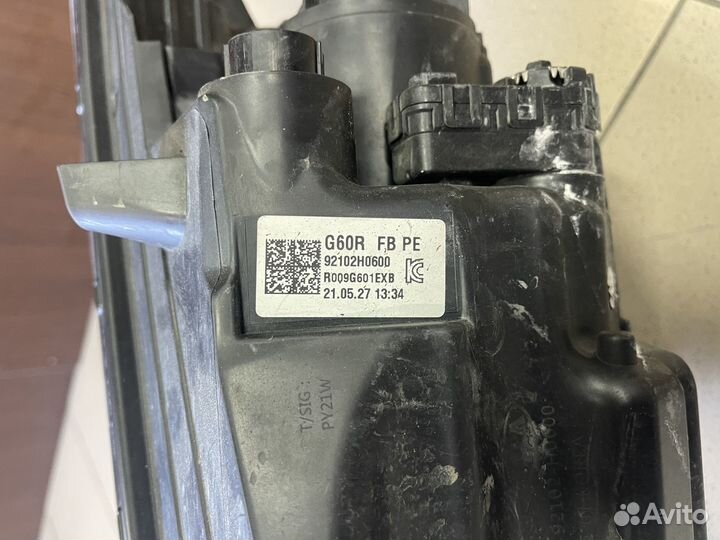 G60R FB PE
92102H0600
R009G601EXB
21.05.27 13:34
T/SIG :
PY21W
Avito